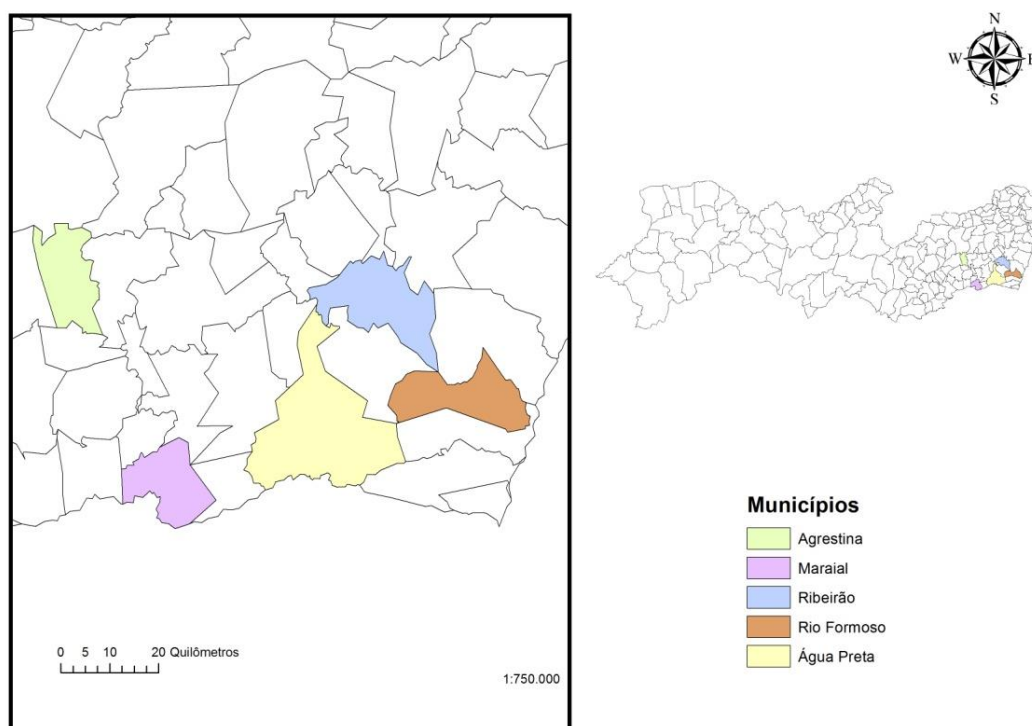 N
W E
S
Municípios
Agrestina
Maraial
Ribeirão
Rio Formoso
Água Preta
0 5 10 20 Quilômetros
1:750.000